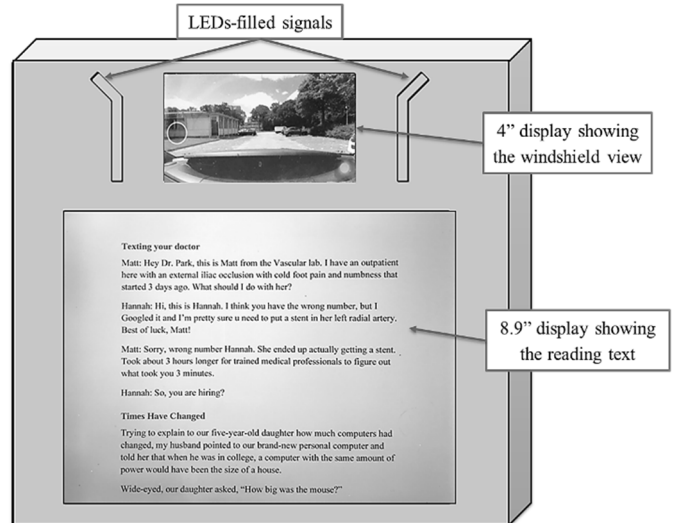 LEDs-filled signals
4” display showing
the windshield view
Texting your doctor
Matt: Hey Dr. Park, this is Matt from the Vascular lab. I have an outpatient
here with an external iliac occlusion with cold foot pain and numbness that
started 3 days ago. What should I do with her?
Hannah: Hi, this is Hannah. I think you have the wrong number, but I
Googled it and I’m pretty sure u need to put a stent in her left radial artery.
Best of luck, Matt!
Matt: Sorry, wrong number Hannah. She ended up actually getting a stent.
Took about 3 hours longer for trained medical professionals to figure out
what took you 3 minutes.
Hannah: So, you are hiring?
Times Have Changed
Trying to explain to our five-year-old daughter how much computers had
changed, my husband pointed to our brand-new personal computer and
told her that when he was in college, a computer with the same amount of
power would have been the size of a house.
Wide-eyed, our daughter asked, “How big was the mouse?”
8.9” display showing
the reading text